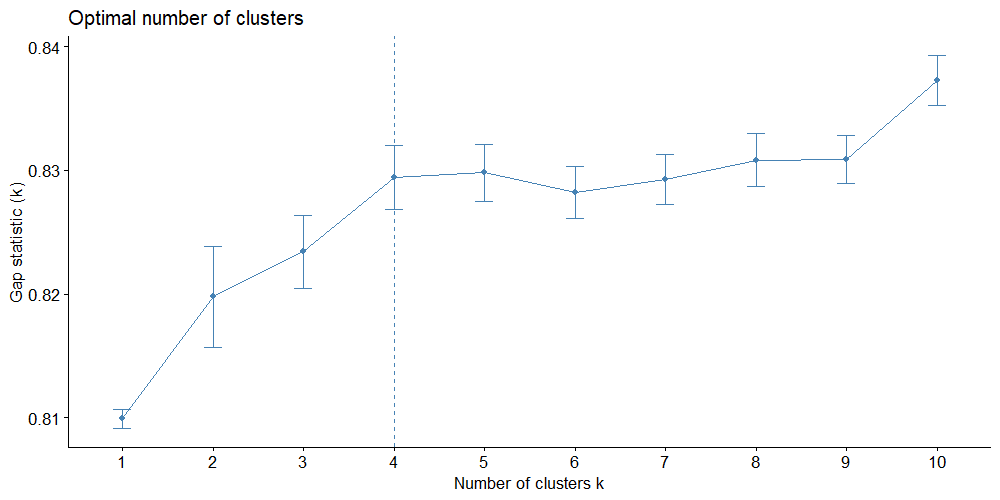 Optimal number of clusters
0.84
0.83
0.82
0.81
Gap statistic (k)
1 2 3 4 5 6 7 8 9 10
Number of clusters k